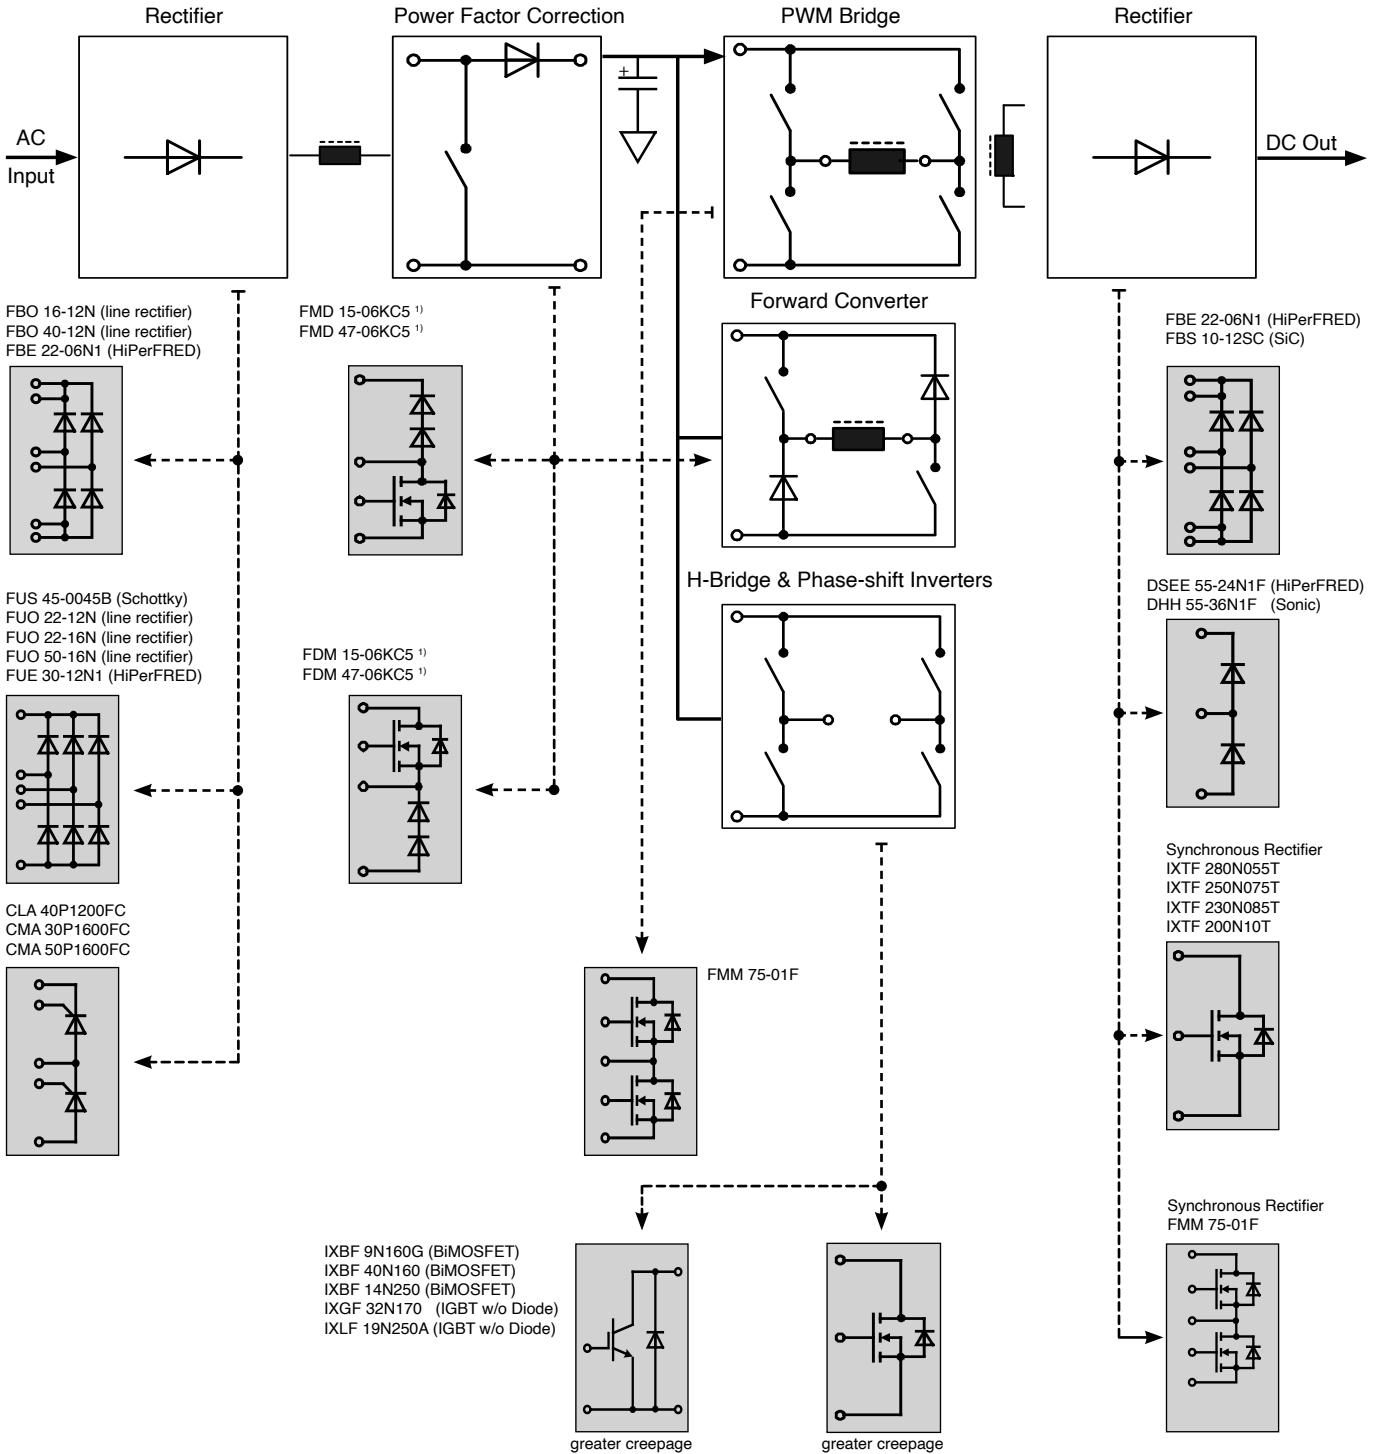 Rectifier
Power Factor Correction
PWM Bridge
Rectifier
AC
Input
+
DC Out
FBO 16-12N (line rectifier)
FBO 40-12N (line rectifier)
FBE 22-06N1 (HiPerFRED)
FMD 15-06KC5 1)
FMD 47-06KC5 1)
Forward Converter
FBE 22-06N1 (HiPerFRED)
FBS 10-12SC (SiC)
H-Bridge & Phase-shift Inverters
FUS 45-0045B (Schottky)
FUO 22-12N (line rectifier)
FUO 22-16N (line rectifier)
FUO 50-16N (line rectifier)
FUE 30-12N1 (HiPerFRED)
FDM 15-06KC5 1)
FDM 47-06KC5 1)
DSEE 55-24N1F (HiPerFRED)
DHH 55-36N1F (Sonic)
CLA 40P1200FC
CMA 30P1600FC
CMA 50P1600FC
Synchronous Rectifier
IXTF 280N055T
IXTF 250N075T
IXTF 230N085T
IXTF 200N10T
FMM 75-01F
Synchronous Rectifier
FMM 75-01F
IXBF 9N160G (BiMOSFET)
IXBF 40N160 (BiMOSFET)
IXBF 14N250 (BiMOSFET)
IXGF 32N170 (IGBT w/o Diode)
IXLF 19N250A (IGBT w/o Diode)
greater creepage
greater creepage